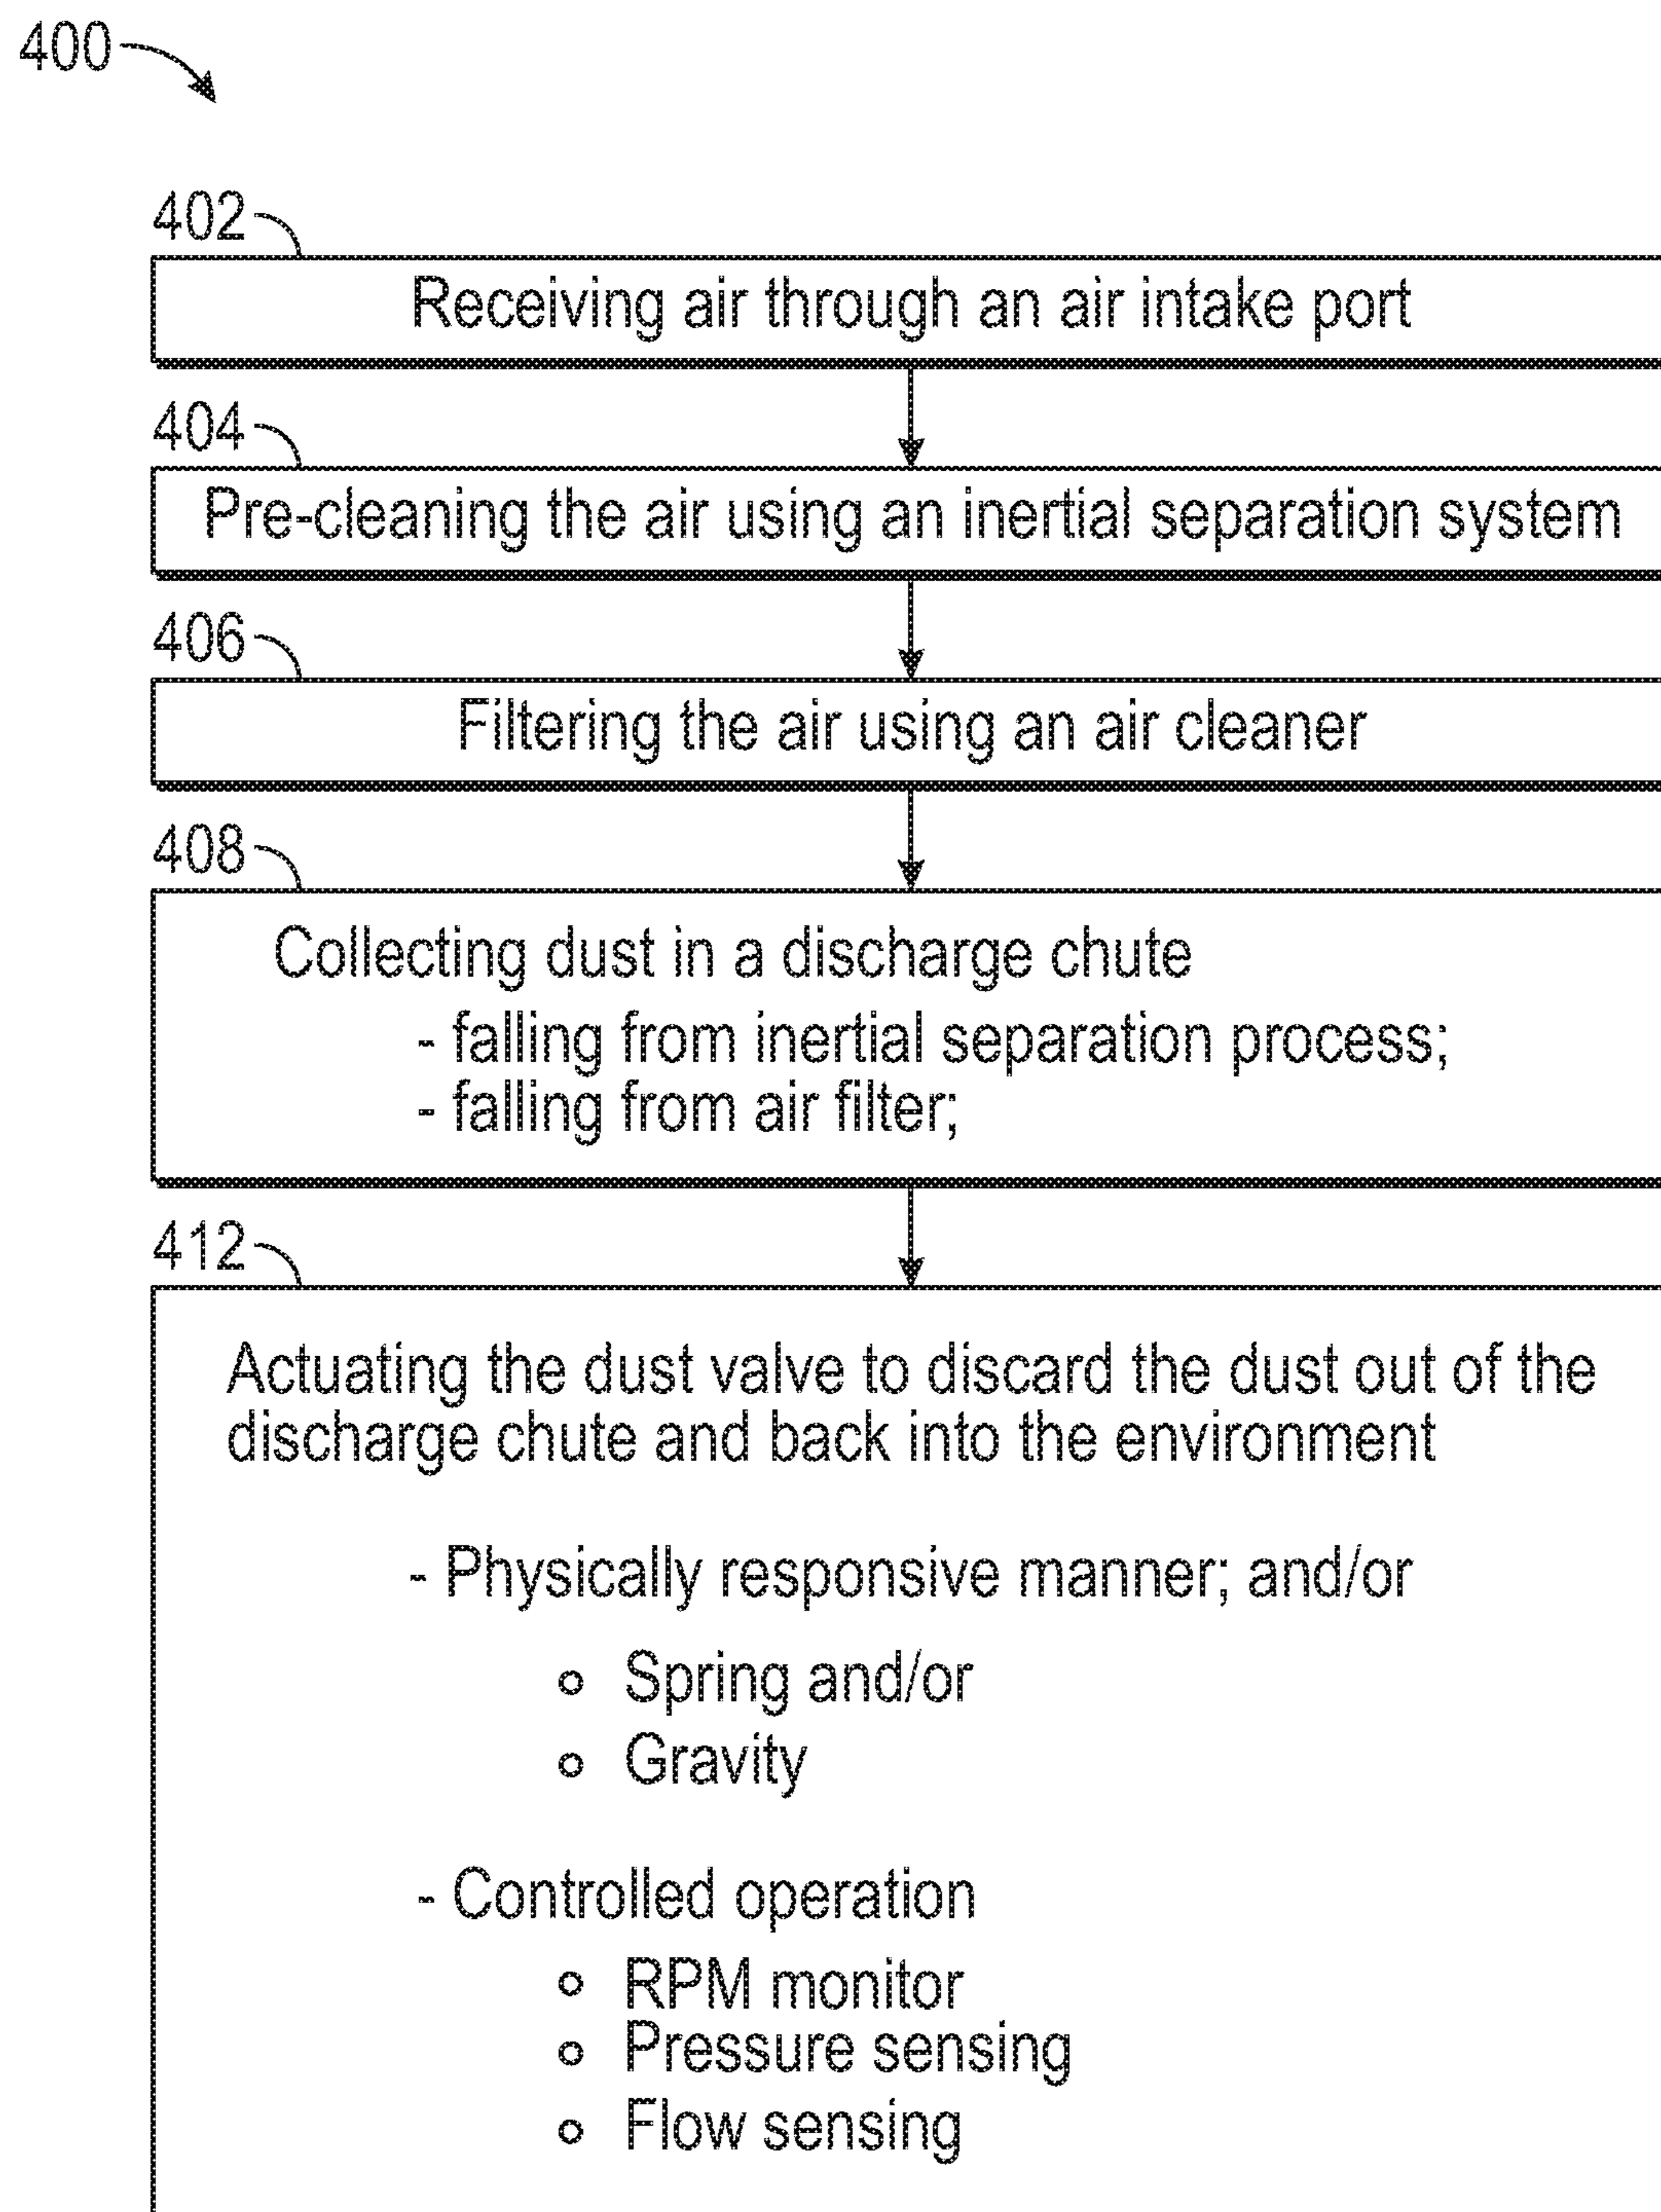 400
402
Receiving air through an air intake port
404
Pre-cleaning the air using an inertial separation system
406
Filtering the air using an air cleaner
408
Collecting dust in a discharge chute
- falling from inertial separation process;
- falling from air filter;
412
Actuating the dust valve to discard the dust out of the
discharge chute and back into the environment
- Physically responsive manner; and/or
o Spring and/or
o Gravity
- Controlled operation
o RPM monitor
o Pressure sensing
o Flow sensing